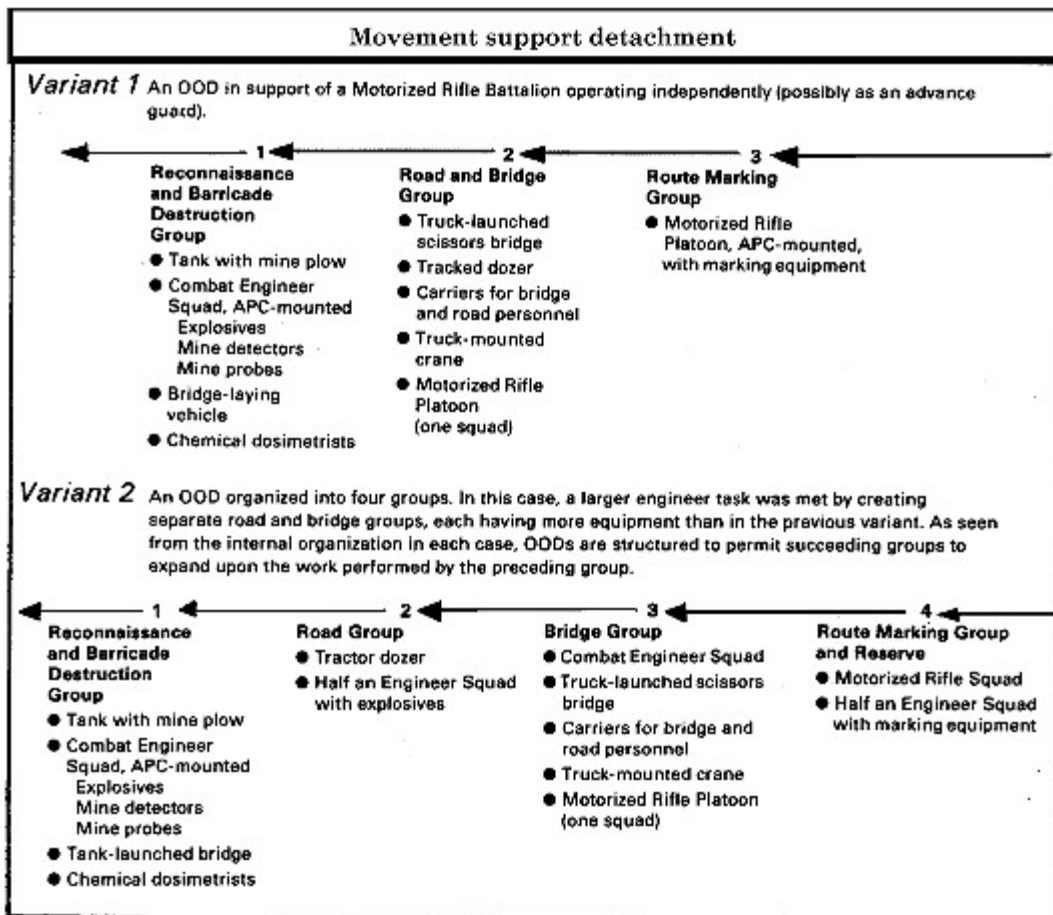 Movement support detachment
Variant 1 An OOD in support of a Motorized Rifle Battalion operating independently (possibly as an advance
guard).
1
Reconnaissance
and Barricade
Destruction
Group
● Tank with mine plow
● Combat Engineer
Squad, APC-mounted
Explosives
Mine detectors
Mine probes
● Bridge-laying
vehicle
● Chemical dosimetrists
2
Road and Bridge
Group
● Truck-launched
scissors bridge
● Tracked dozer
● Carriers for bridge
and road personnel
● Truck-mounted
crane
● Motorized Rifle
Platoon
(one squad)
3
Route Marking
Group
● Motorized Rifle
Platoon, APC-mounted,
with marking equipment
Variant 2 An OOD organized into four groups. In this case, a larger engineer task was met by creating
separate road and bridge groups, each having more equipment than in the previous variant. As seen
from the internal organization in each case, OODs are structured to permit succeeding groups to
expand upon the work performed by the preceding group.
1
Reconnaissance
and Barricade
Destruction
Group
● Tank with mine plow
● Combat Engineer
Squad, APC-mounted
Explosives
Mine detectors
Mine probes
● Tank-launched bridge
● Chemical dosimetrists
2
Road Group
● Tractor dozer
● Half an Engineer Squad
with explosives
3
Bridge Group
● Combat Engineer Squad
● Truck-launched scissors
bridge
● Carriers for bridge and
road personnel
● Truck-mounted crane
● Motorized Rifle Platoon
(one squad)
4
Route Marking Group
and Reserve
● Motorized Rifle Squad
● Half an Engineer Squad
with marking equipment